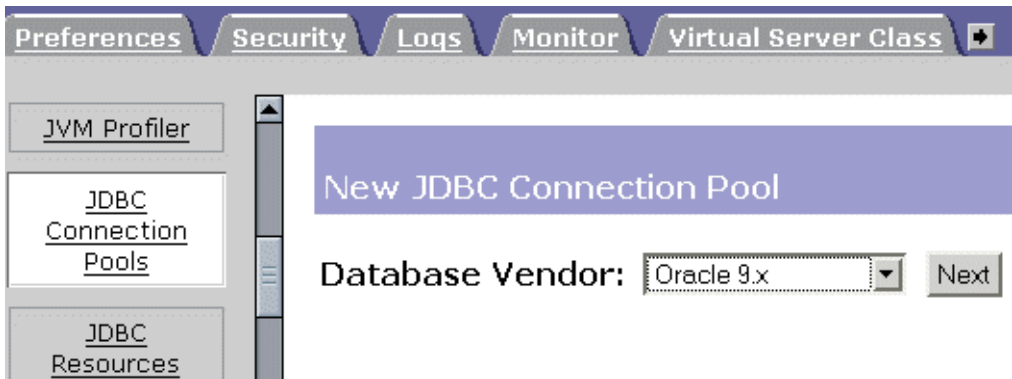 Preferences Security Logs Monitor Virtual Server Class
JVM Profiler
JDBC
Connection
Pools
JDBC
Resources
New JDBC Connection Pool
Database Vendor: Oracle 9.x Next